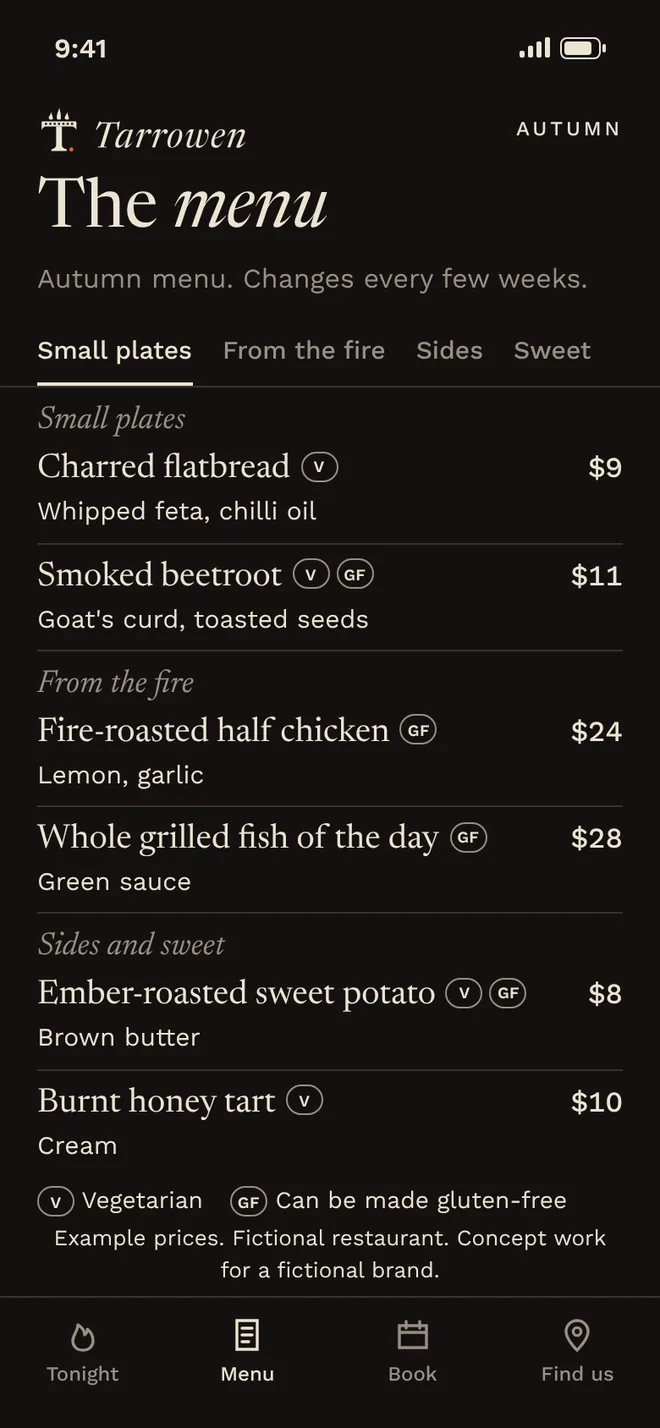 9:41
Tarrowen
AUTUMN
The menu
Autumn menu. Changes every few weeks.
Small plates From the fire Sides Sweet
Small plates
Charred flatbread V $9
Whipped feta, chilli oil
Smoked beetroot V GF $11
Goat's curd, toasted seeds
From the fire
Fire-roasted half chicken GF $24
Lemon, garlic
Whole grilled fish of the day GF $28
Green sauce
Sides and sweet
Ember-roasted sweet potato V GF $8
Brown butter
Burnt honey tart V $10
Cream
V Vegetarian GF Can be made gluten-free
Example prices. Fictional restaurant. Concept work
for a fictional brand.
Tonight Menu Book Find us